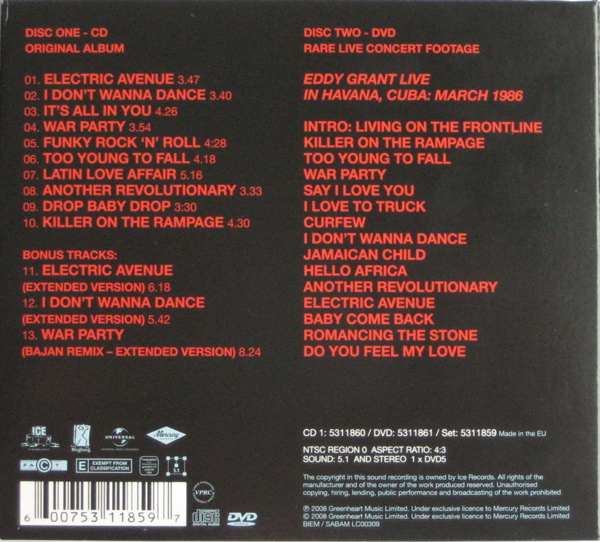 DISC ONE - CD
ORIGINAL ALBUM
01. ELECTRIC AVENUE 3.47
02. I DON'T WANNA DANCE 3.40
03. IT'S ALL IN YOU 4.26
04. WAR PARTY 3.54
05. FUNKY ROCK 'N' ROLL 4:28
06. TOO YOUNG TO FALL 4.18
07. LATIN LOVE AFFAIR 5.16
08. ANOTHER REVOLUTIONARY 3.33
09. DROP BABY DROP 3:30
10. KILLER ON THE RAMPAGE 4.30
BONUS TRACKS:
11. ELECTRIC AVENUE
(EXTENDED VERSION) 6.18
12. I DON'T WANNA DANCE
(EXTENDED VERSION) 5.42
13. WAR PARTY
(BAJAN REMIX – EXTENDED VERSION) 8.24
DISC TWO - DVD
RARE LIVE CONCERT FOOTAGE
EDDY GRANT LIVE
IN HAVANA, CUBA: MARCH 1986
INTRO: LIVING ON THE FRONTLINE
KILLER ON THE RAMPAGE
TOO YOUNG TO FALL
WAR PARTY
SAY I LOVE YOU
I LOVE TO TRUCK
CURFEW
I DON'T WANNA DANCE
JAMAICAN CHILD
HELLO AFRICA
ANOTHER REVOLUTIONARY
ELECTRIC AVENUE
BABY COME BACK
ROMANCING THE STONE
DO YOU FEEL MY LOVE
ICE
UNIVERSAL
Mercury
FACT
E EXEMPT FROM CLASSIFICATION
5.1
6 00753 11859 7
VPRC
COMPACT disc DIGITAL AUDIO
DVD
CD 1: 5311860 / DVD: 5311861 / Set: 5311859 Made in the EU
NTSC REGION 0 ASPECT RATIO: 4:3
SOUND: 5.1 AND STEREO 1 x DVD5
The copyright in this sound recording is owned by Ice Records. All rights of the
manufacturer and of the owner of the work produced reserved. Unauthorised
copying, hiring, lending, public performance and broadcasting of the work prohibited
℗ 2008 Greenheart Music Limited. Under exclusive licence to Mercury Records Limited
© 2008 Greenheart Music Limited. Under exclusive licence to Mercury Records Limited
BIEM / SABAM LC00309